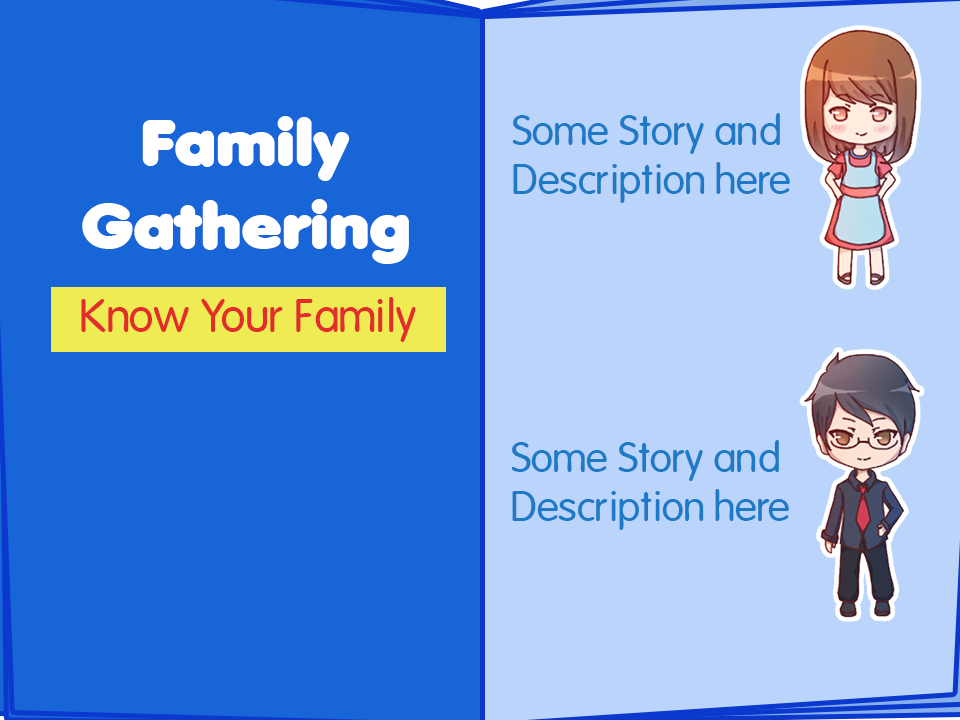 Family
Gathering
Know Your Family
Some Story and
Description here
Some Story and
Description here